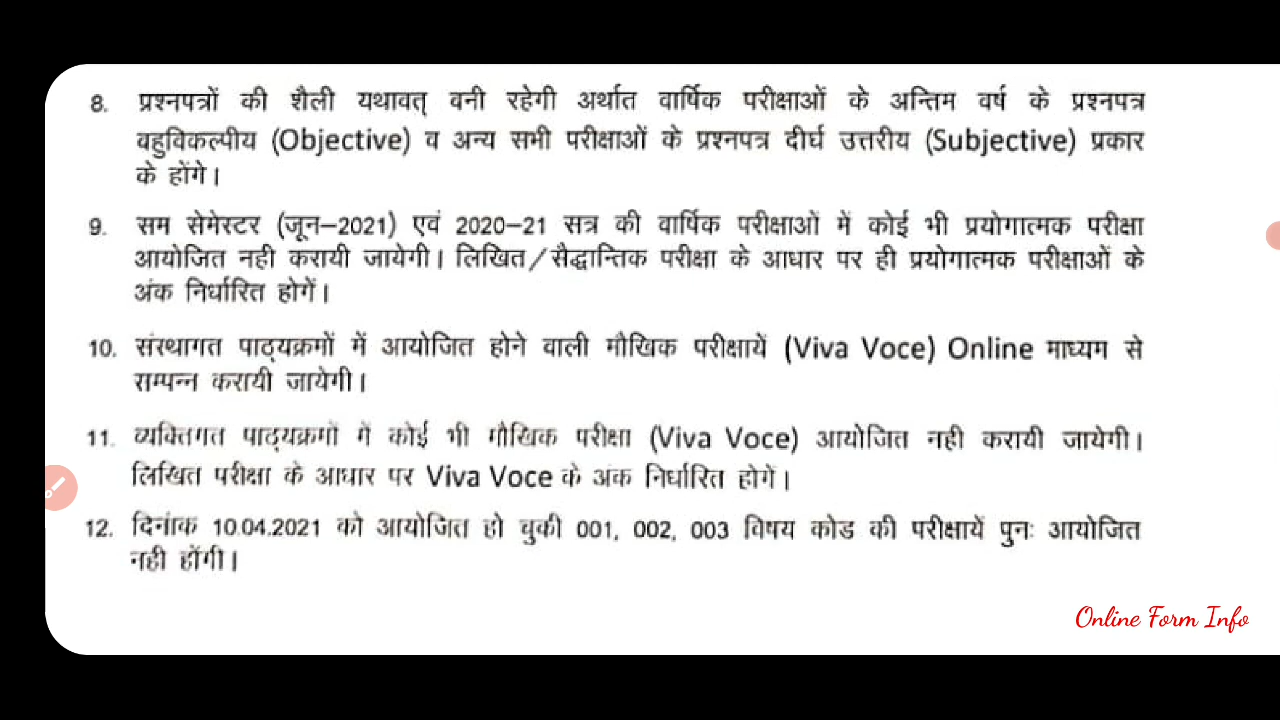 8. प्रश्नपत्रों की शैली यथावत् बनी रहेगी अर्थात वार्षिक परीक्षाओं के अन्तिम वर्ष के प्रश्नपत्र
वहुविकल्पीय (Objective) व अन्य सभी परीक्षाओं के प्रश्नपत्र दीर्घ उत्तरीय (Subjective) प्रकार
के होंगे।
9. सम सेमेस्टर (जून–2021) एवं 2020–21 सत्र की वार्षिक परीक्षाओं में कोई भी प्रयोगात्मक परीक्षा
आयोजित नही करायी जायेगी। लिखित/सैद्धान्तिक परीक्षा के आधार पर ही प्रयोगात्मक परीक्षाओं के
अंक निर्धारित होगें।
10. संस्थागत पाठ्यक्रमों में आयोजित होने वाली मौखिक परीक्षायें (Viva Voce) Online माध्यम से
सम्पन्न करायी जायेगी।
11. व्यक्तिगत पाठ्यक्रमों में कोई भी मौखिक परीक्षा (Viva Voce) आयोजित नही करायी जायेगी।
लिखित परीक्षा के आधार पर Viva Voce के अंक निर्धारित होगें।
12. दिनांक 10.04.2021 को आयोजित हो चुकी 001, 002, 003 विषय कोड की परीक्षायें पुनः आयोजित
नही होंगी।
Online Form Info